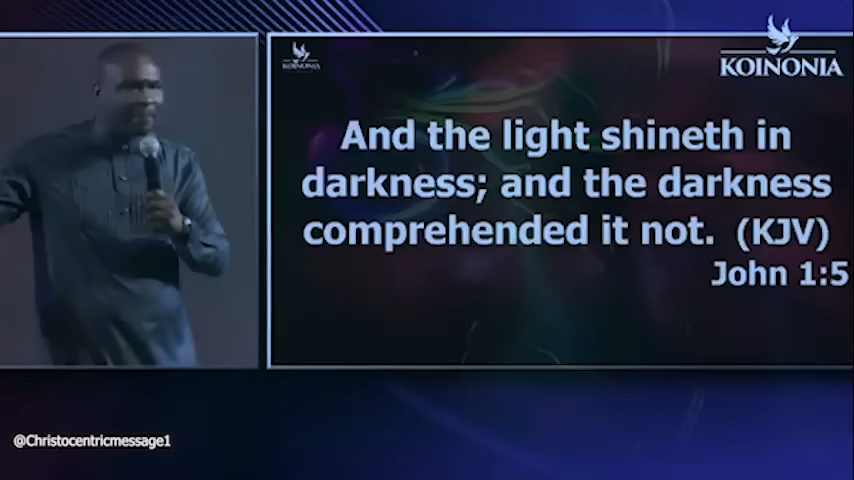 KOINONIA
KOINONIA
And the light shineth in
darkness; and the darkness
comprehended it not. (KJV)
John 1:5
@Christocentricmessage1